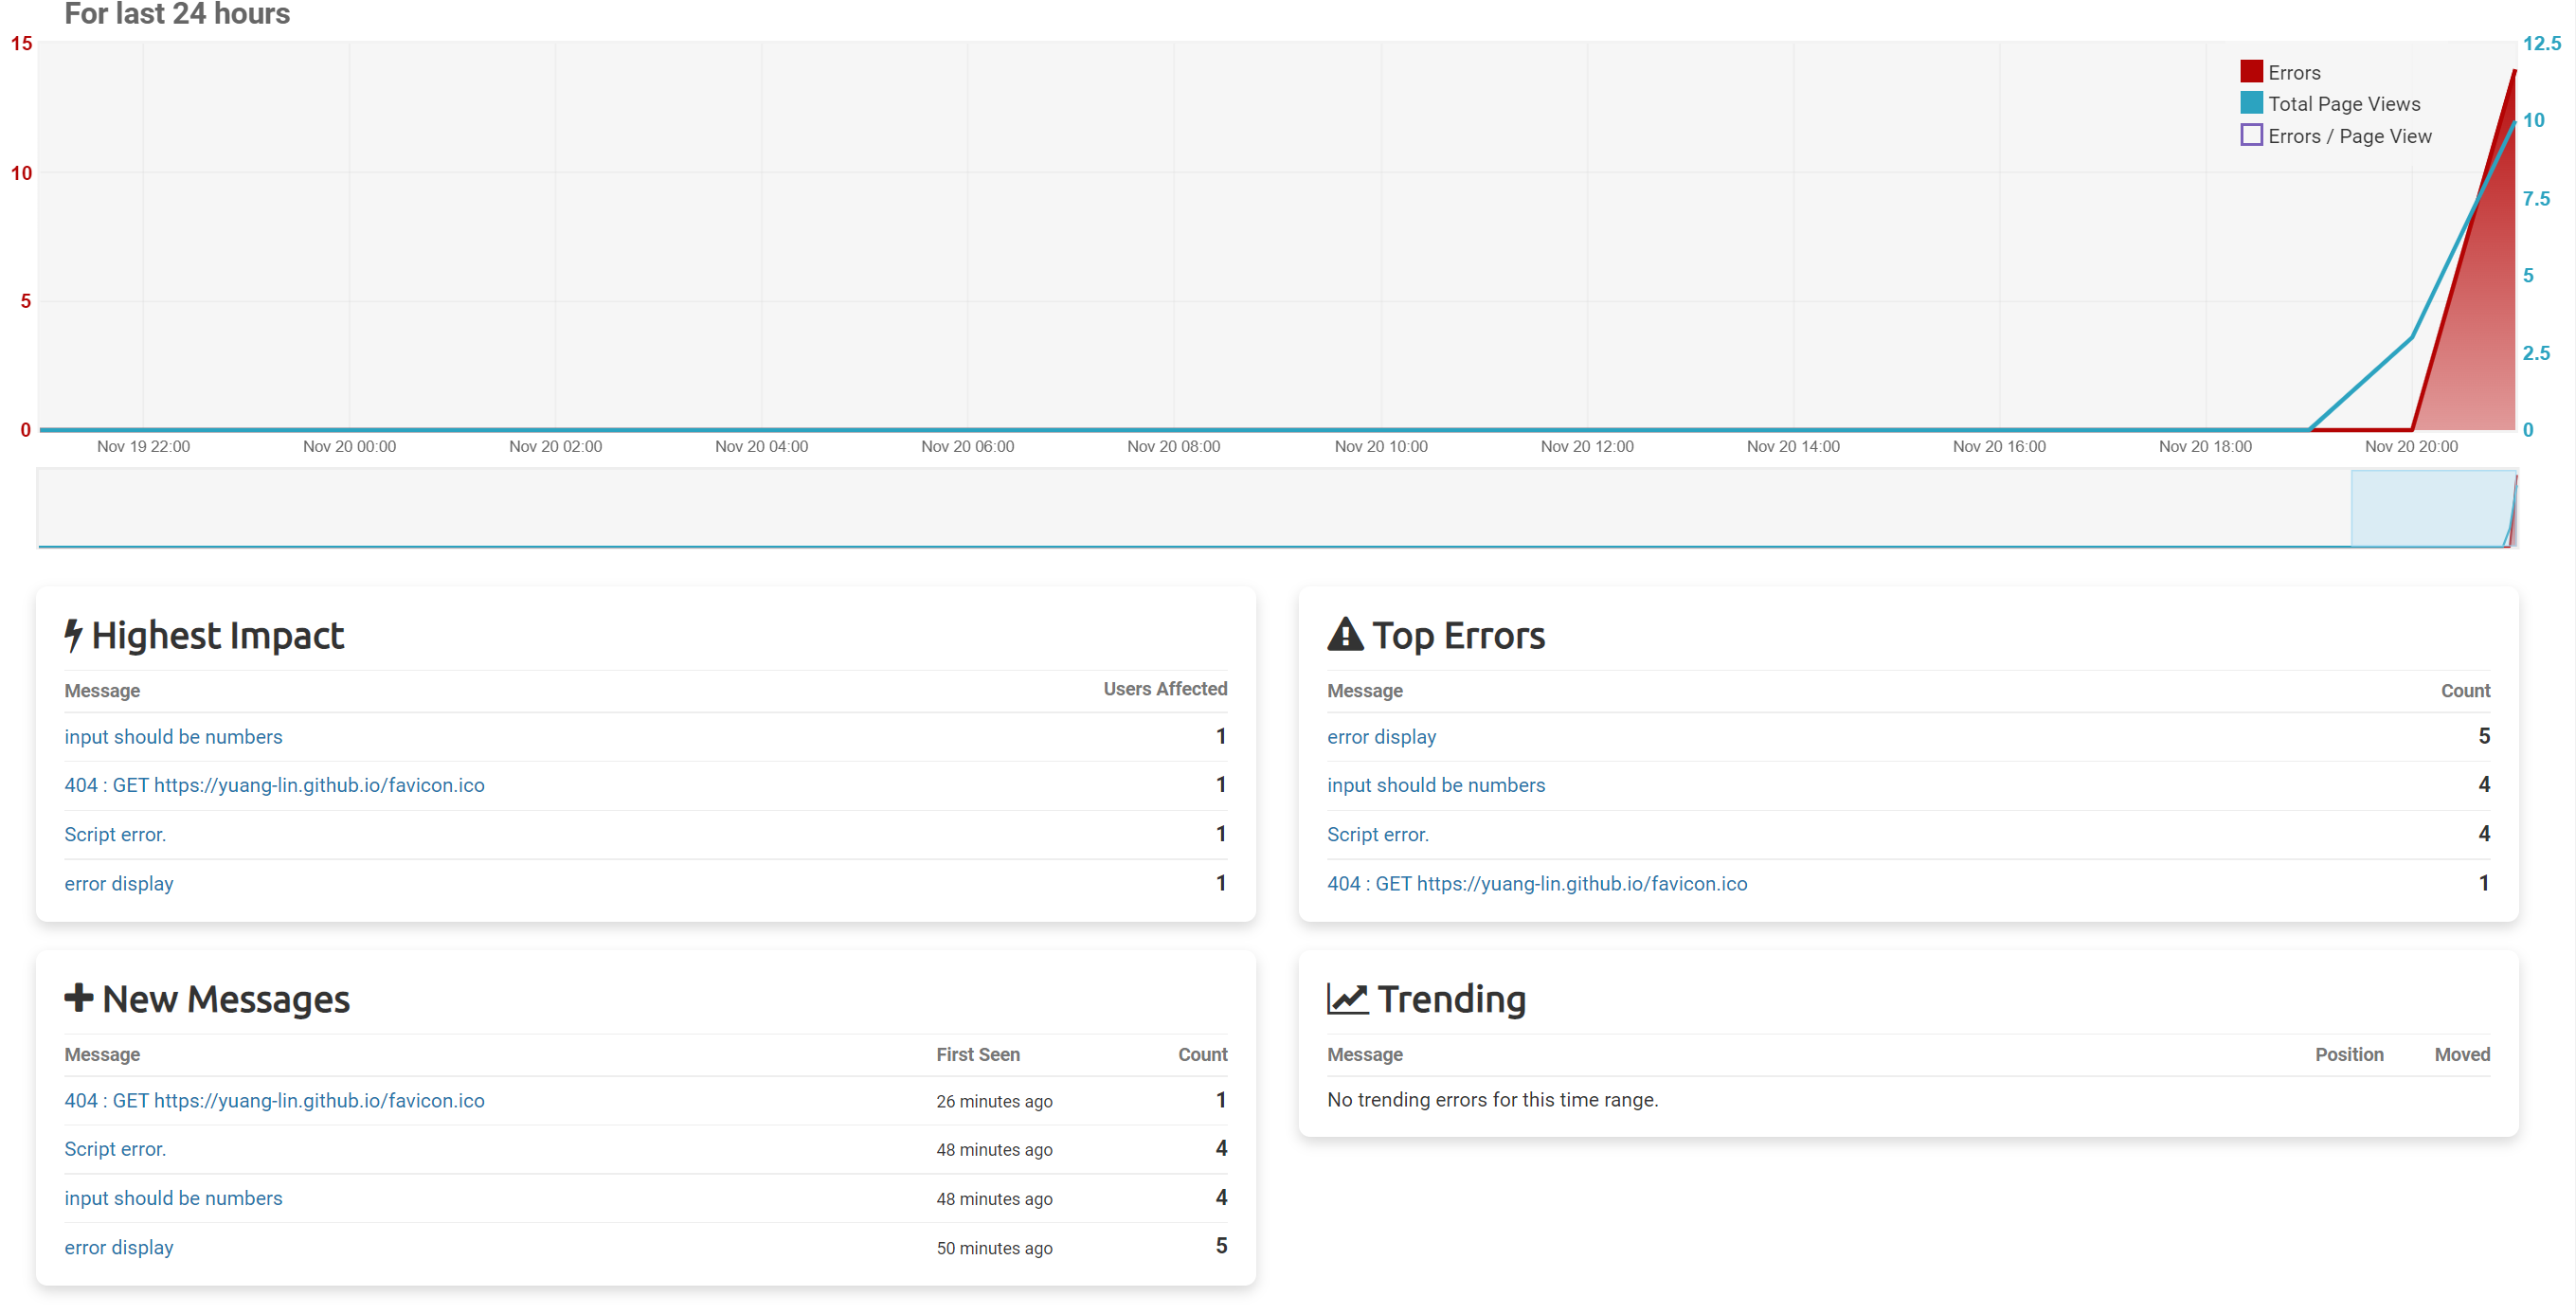 For last 24 hours
15
10
5
0
12.5
10
7.5
5
2.5
0
Errors
Total Page Views
Errors / Page View
Nov 19 22:00 Nov 20 00:00 Nov 20 02:00 Nov 20 04:00 Nov 20 06:00 Nov 20 08:00 Nov 20 10:00 Nov 20 12:00 Nov 20 14:00 Nov 20 16:00 Nov 20 18:00 Nov 20 20:00
Highest Impact
Message Users Affected
input should be numbers 1
404 : GET https://yuang-lin.github.io/favicon.ico 1
Script error. 1
error display 1
Top Errors
Message Count
error display 5
input should be numbers 4
Script error. 4
404 : GET https://yuang-lin.github.io/favicon.ico 1
New Messages
Message First Seen Count
404 : GET https://yuang-lin.github.io/favicon.ico 26 minutes ago 1
Script error. 48 minutes ago 4
input should be numbers 48 minutes ago 4
error display 50 minutes ago 5
Trending
Message Position Moved
No trending errors for this time range.